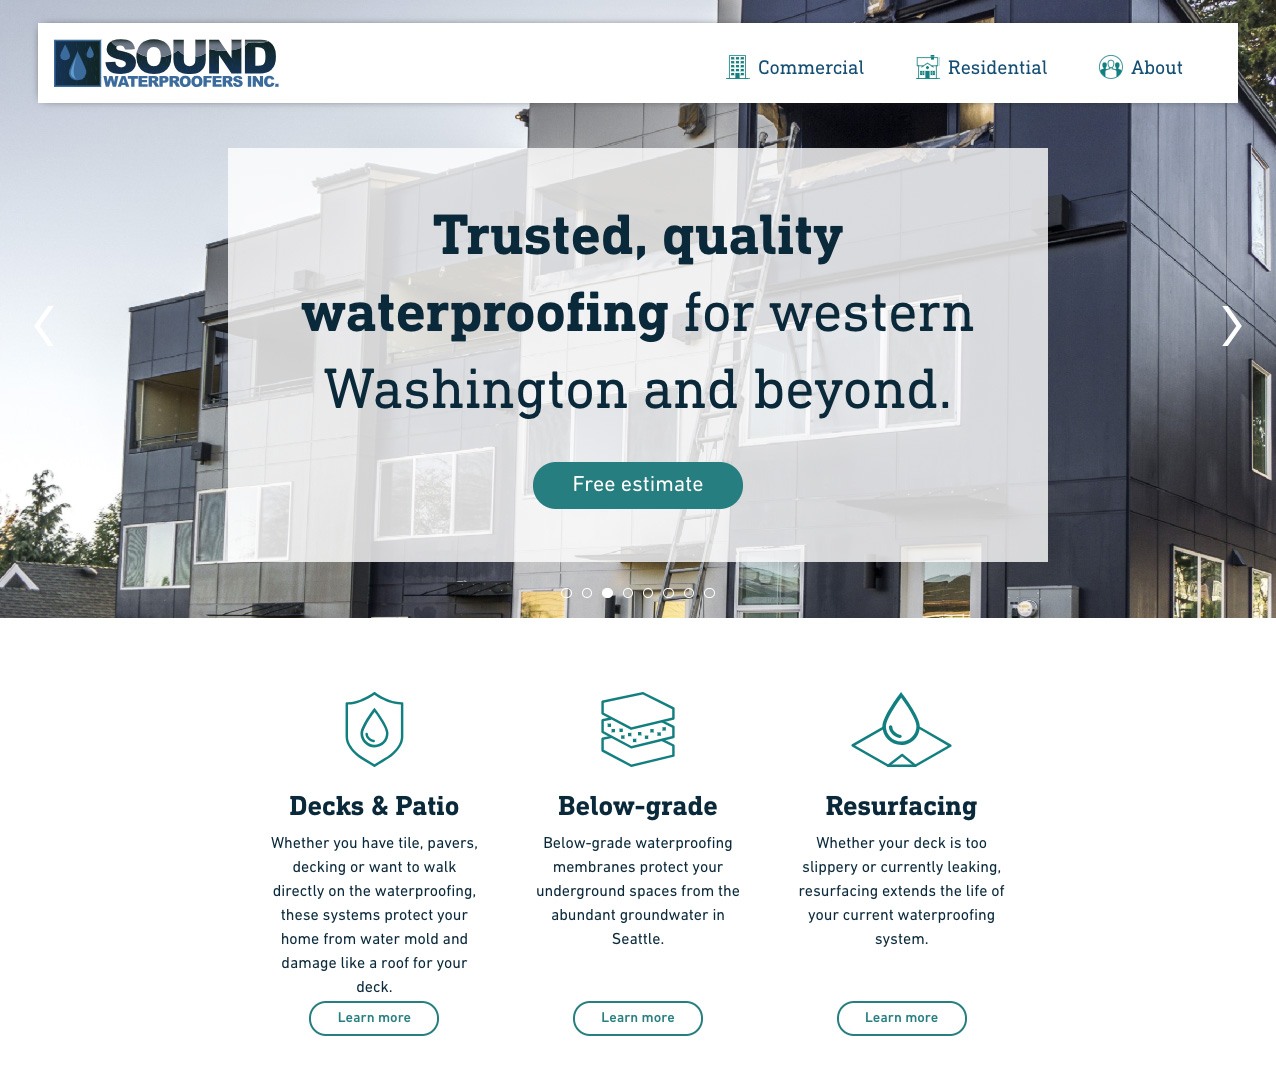 SOUND
WATERPROOFERS INC.
Commercial
Residential
About
Trusted, quality
waterproofing for western
Washington and beyond.
Free estimate
Decks & Patio
Whether you have tile, pavers,
decking or want to walk
directly on the waterproofing,
these systems protect your
home from water mold and
damage like a roof for your
deck.
Learn more
Below-grade
Below-grade waterproofing
membranes protect your
underground spaces from the
abundant groundwater in
Seattle.
Learn more
Resurfacing
Whether your deck is too
slippery or currently leaking,
resurfacing extends the life of
your current waterproofing
system.
Learn more